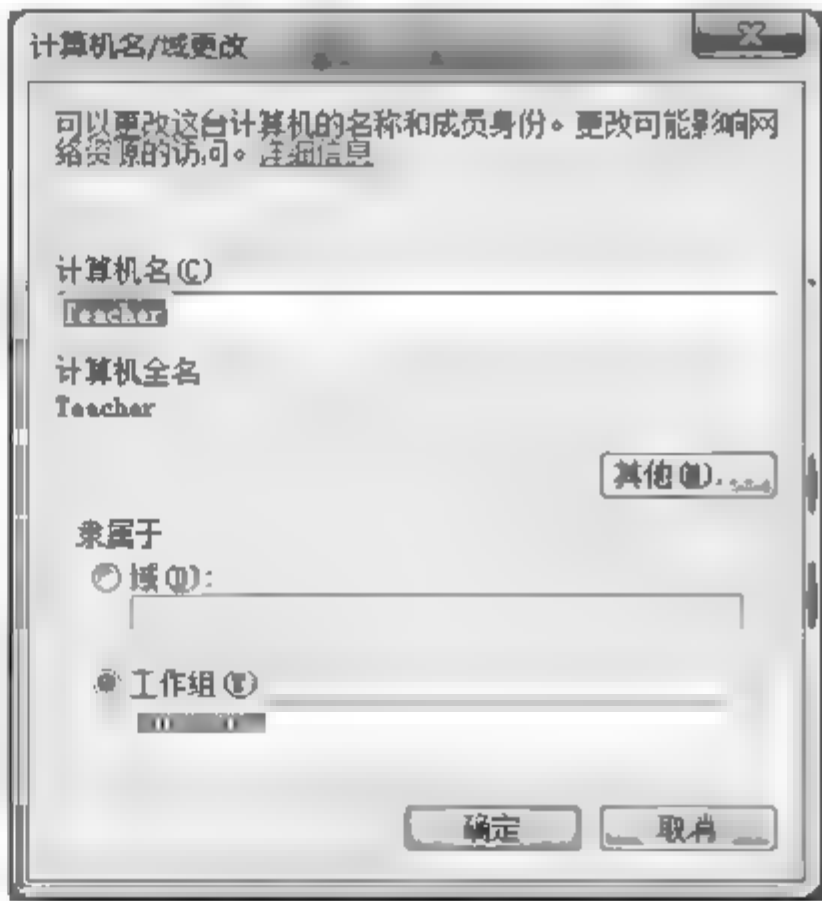 计算机名/域更改
可以更改这台计算机的名称和成员身份。更改可能影响网
络资源的访问。详细信息
计算机名(C)
Teacher
计算机全名
Teacher
其他(M)....
隶属于
域(D):
工作组(W)
确定
取消